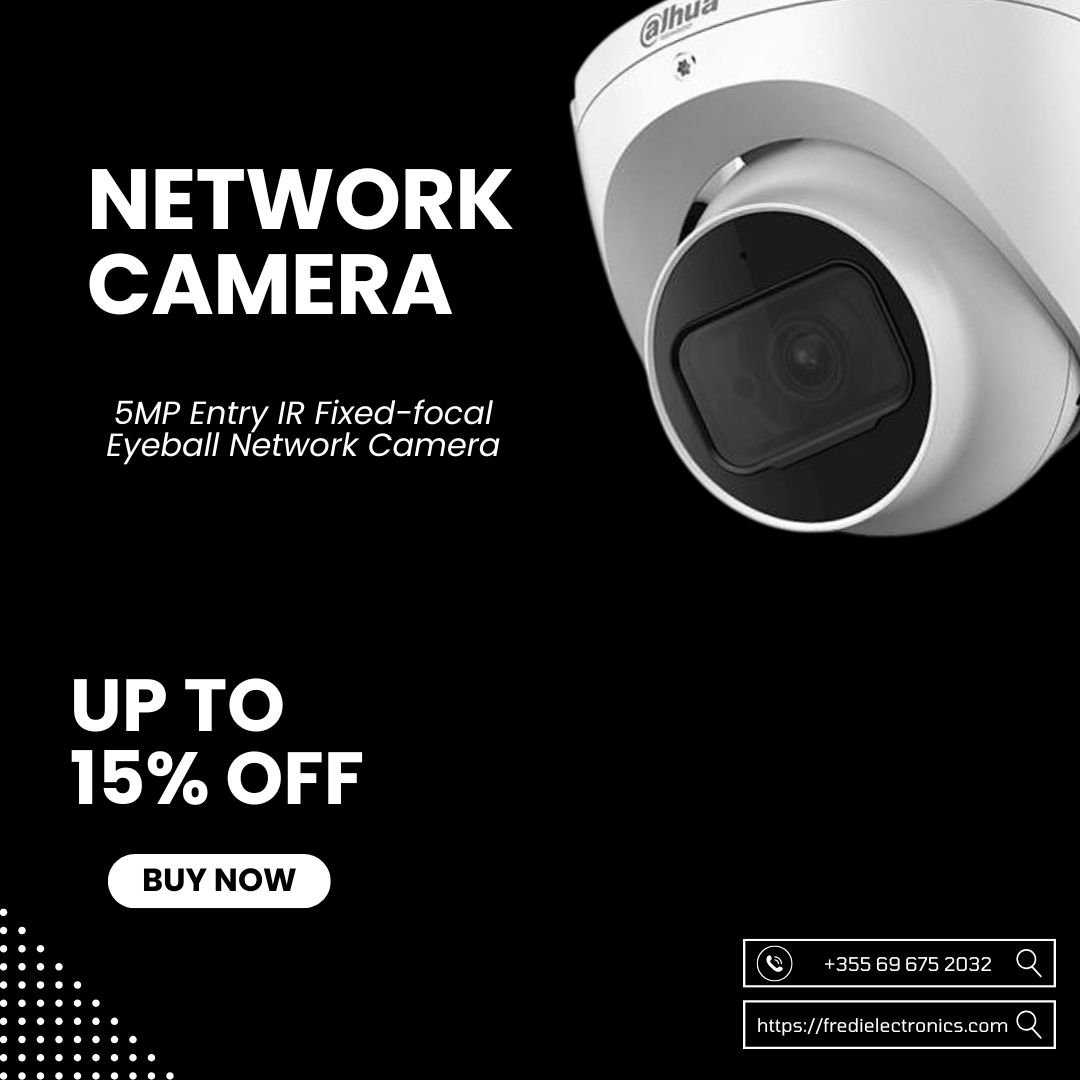 alhua
NETWORK
CAMERA
5MP Entry IR Fixed-focal
Eyeball Network Camera
UP TO
15% OFF
BUY NOW
+355 69 675 2032
https://fredielectronics.com